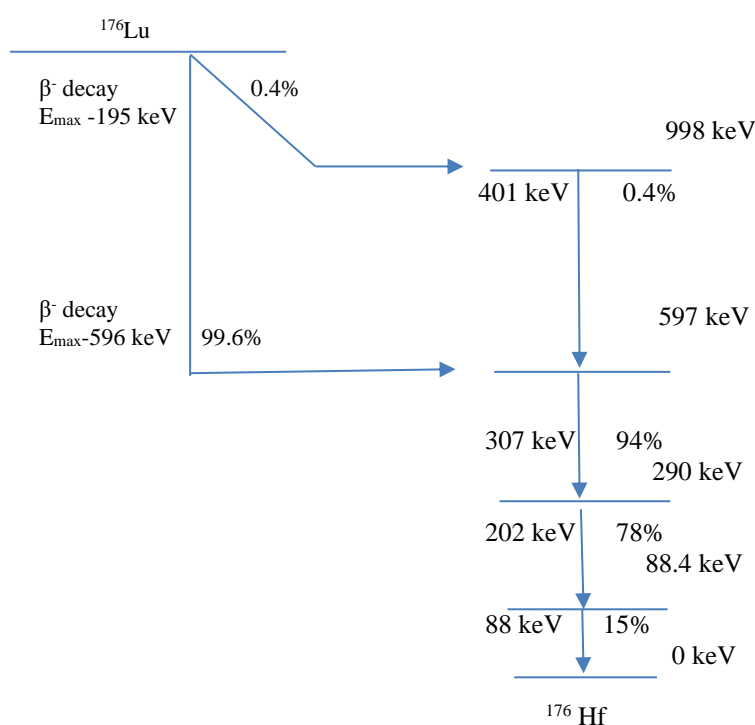 ¹⁷⁶Lu
β⁻ decay 0.4%
Eₘₐₓ -195 keV
998 keV
401 keV 0.4%
β⁻ decay
Eₘₐₓ-596 keV 99.6%
597 keV
307 keV 94%
290 keV
202 keV 78%
88.4 keV
88 keV 15%
0 keV
¹⁷⁶ Hf